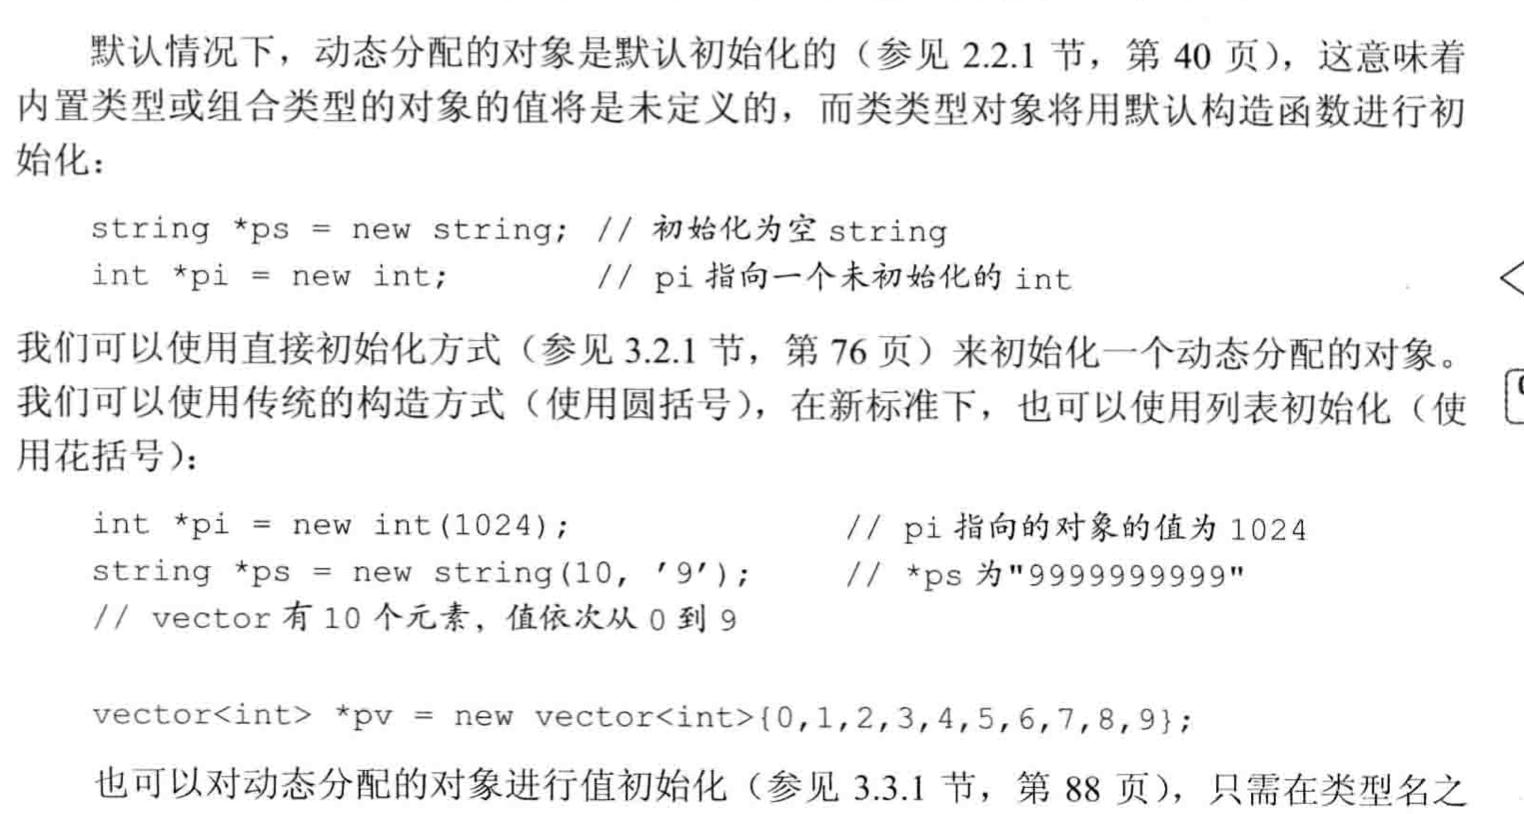 默认情况下，动态分配的对象是默认初始化的（参见 2.2.1 节，第 40 页），这意味着
内置类型或组合类型的对象的值将是未定义的，而类类型对象将用默认构造函数进行初
始化：
string *ps = new string; // 初始化为空 string
int *pi = new int; // pi 指向一个未初始化的 int
我们可以使用直接初始化方式（参见 3.2.1 节，第 76 页）来初始化一个动态分配的对象。
我们可以使用传统的构造方式（使用圆括号），在新标准下，也可以使用列表初始化（使
用花括号）：
int *pi = new int(1024); // pi 指向的对象的值为 1024
string *ps = new string(10, '9'); // *ps 为"9999999999"
// vector 有 10 个元素，值依次从 0 到 9
vector<int> *pv = new vector<int>{0,1,2,3,4,5,6,7,8,9};
也可以对动态分配的对象进行值初始化（参见 3.3.1 节，第 88 页），只需在类型名之